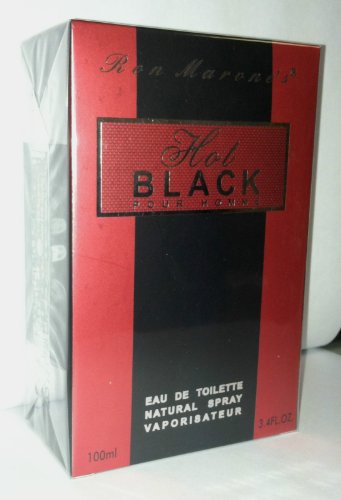 Ron Marone's
Hot
BLACK
POUR HOMME
EAU DE TOILETTE
NATURAL SPRAY
VAPORISATEUR
100ml
3.4FL.OZ.